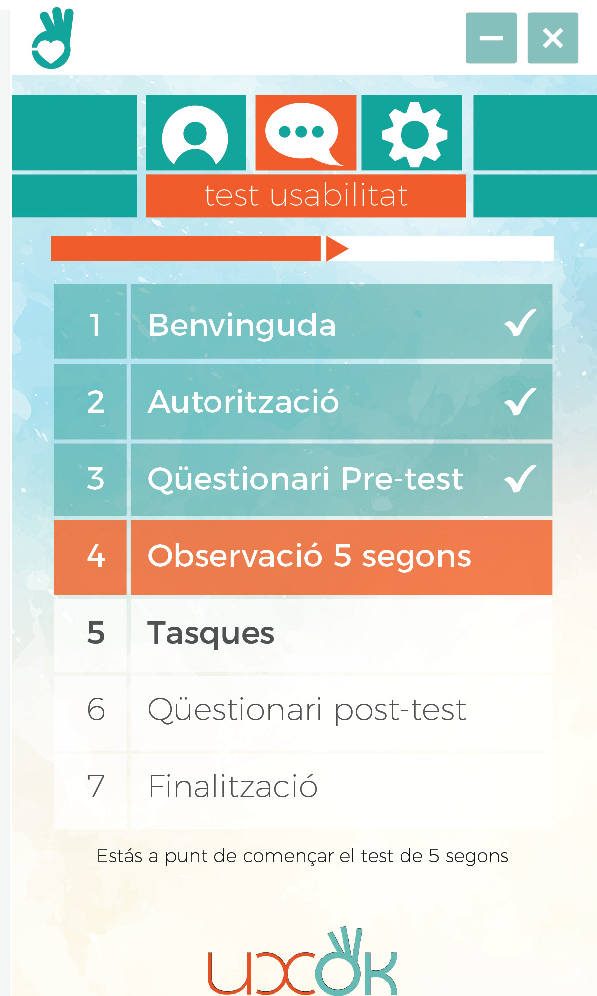 test usabilitat
1 Benvinguda
2 Autorització
3 Qüestionari Pre-test
4 Observació 5 segons
5 Tasques
6 Qüestionari post-test
7 Finalització
Estás a punt de començar el test de 5 segons
uxok